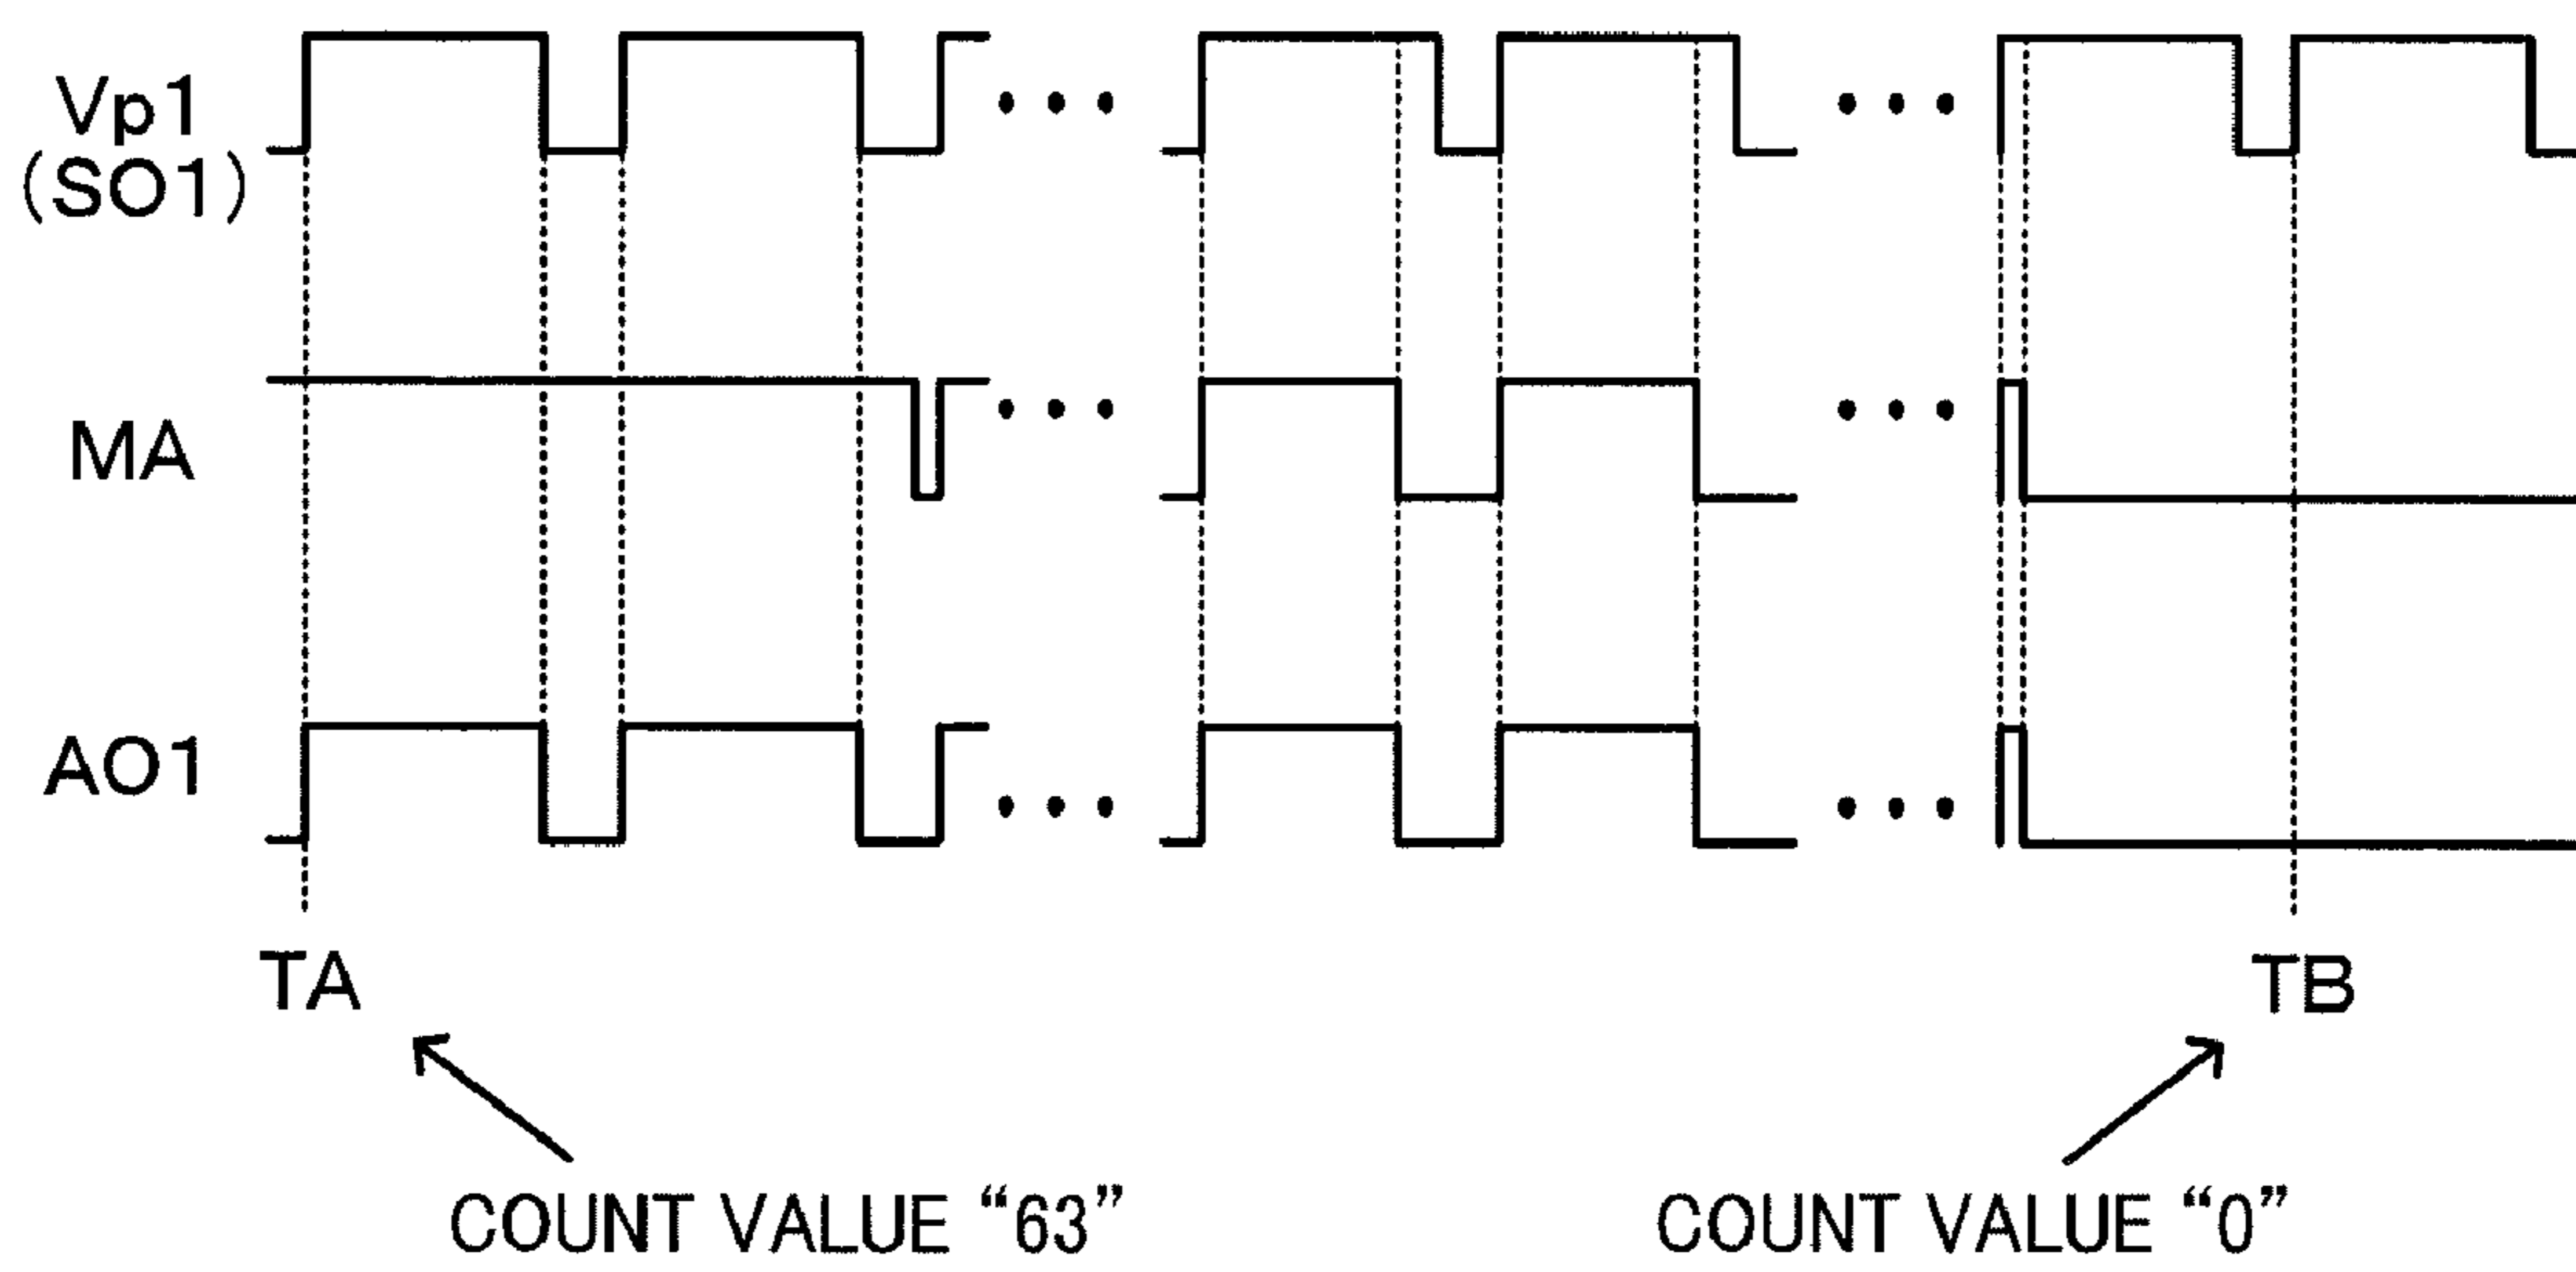 Vp1
(SO1)
MA
AO1
TA
TB
COUNT VALUE “63”
COUNT VALUE “0”